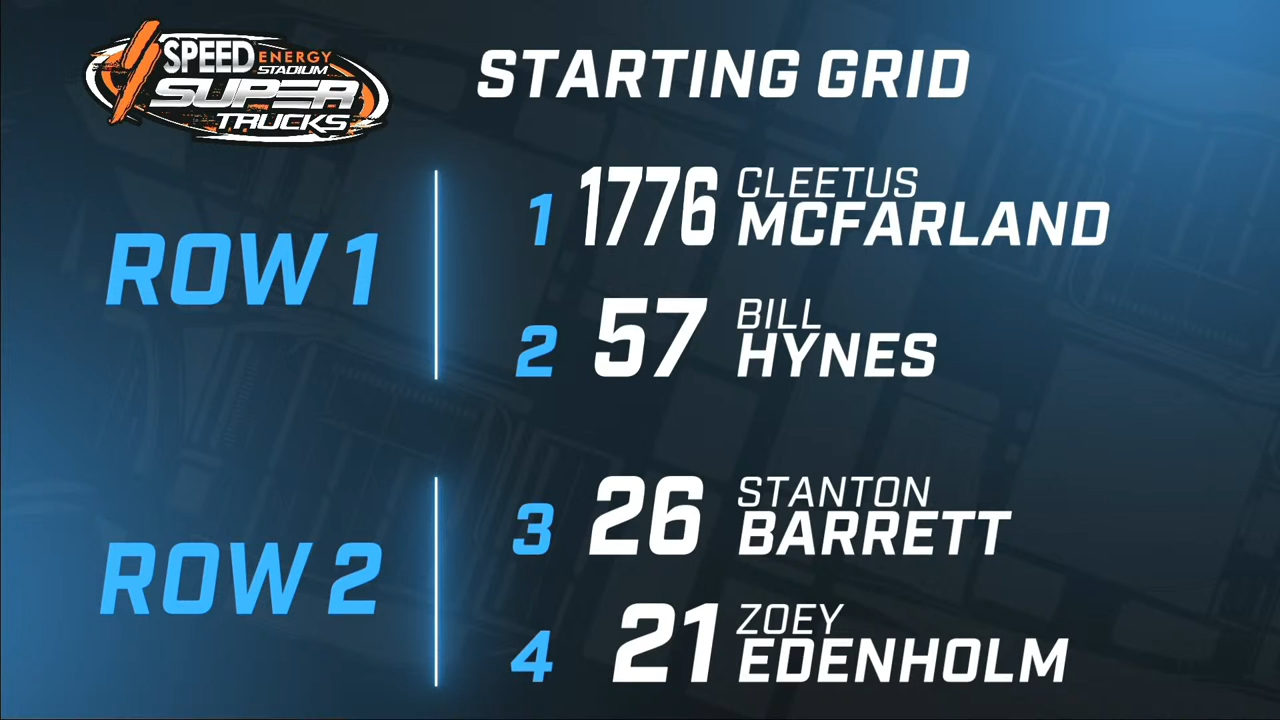 SPEED ENERGY
STADIUM
SUPER
TRUCKS
STARTING GRID
ROW 1
1 1776 CLEETUS
MCFARLAND
2 57 BILL
HYNES
ROW 2
3 26 STANTON
BARRETT
4 21 ZOEY
EDENHOLM